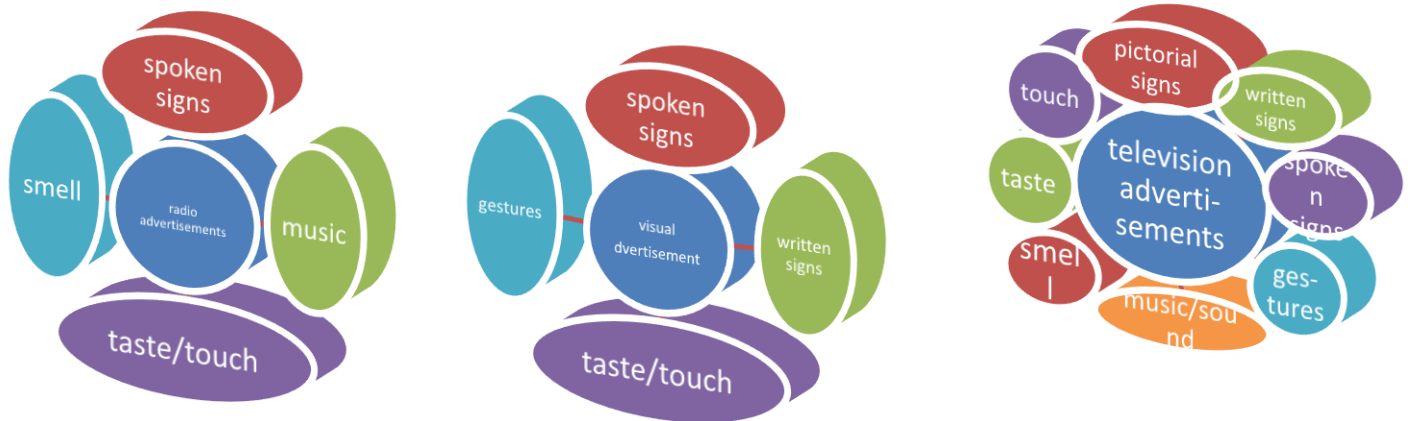 spoken
signs
smell
radio
advertisements
music
taste/touch
spoken
signs
gestures
visual
dvertisement
written
signs
taste/touch
pictorial
signs
touch
written
signs
television
adverti-
sements
taste
spoke
n
signs
smel
l
ges-
tures
music/sou
nd